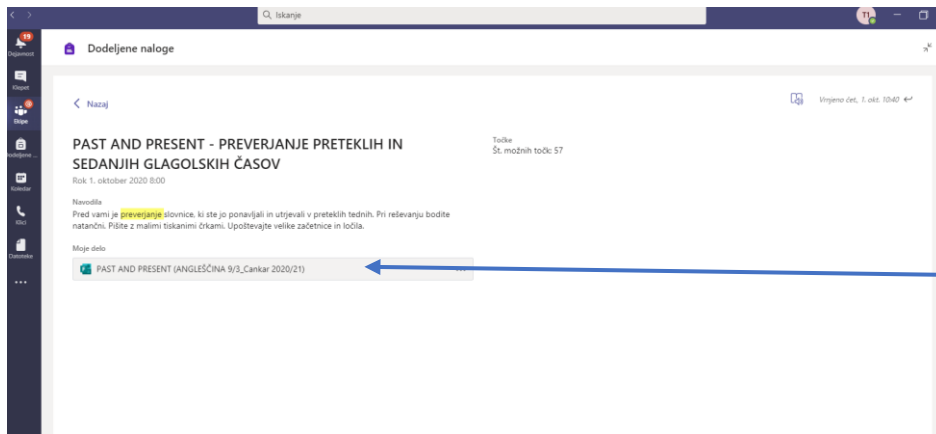 Iskanje
TI
19
Dejavnost
Dodeljene naloge
Klepet
Nazaj
Vrnjeno čet., 1. okt. 10:40
Ekipe
PAST AND PRESENT - PREVERJANJE PRETEKLIH IN
SEDANJIH GLAGOLSKIH ČASOV
Točke
Št. možnih točk: 57
Dodeljeno ...
Rok 1. oktober 2020 8:00
Koledar
Navodila
Pred vami je preverjanje slovnice, ki ste jo ponavljali in utrjevali v preteklih tednih. Pri reševanju bodite
natančni. Pišite z malimi tiskanimi črkami. Upoštevajte velike začetnice in ločila.
Klici
Moje delo
Datoteke
PAST AND PRESENT (ANGLEŠČINA 9/3_Cankar 2020/21)